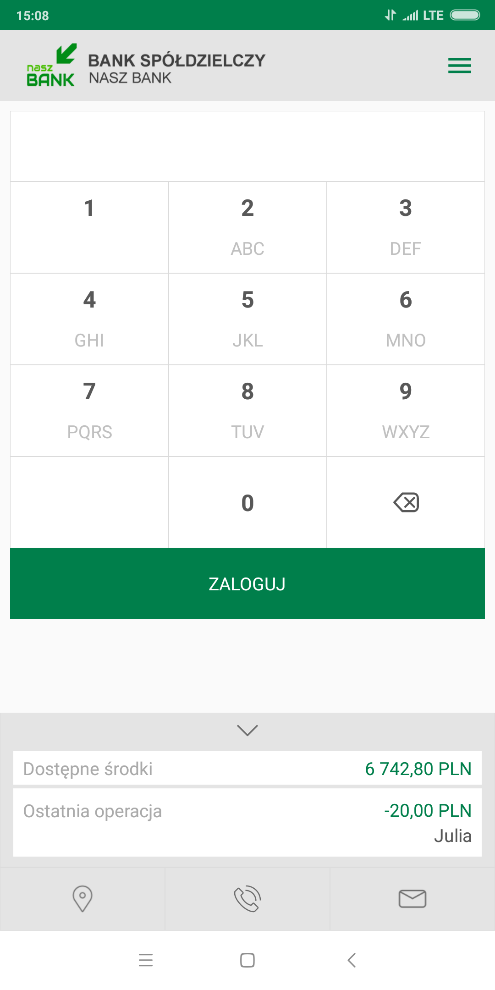 15:08 LTE
nasz
BANK
BANK SPÓŁDZIELCZY
NASZ BANK
1 2 3
ABC DEF
4 5 6
GHI JKL MNO
7 8 9
PQRS TUV WXYZ
0
ZALOGUJ
Dostępne środki 6 742,80 PLN
Ostatnia operacja -20,00 PLN
Julia